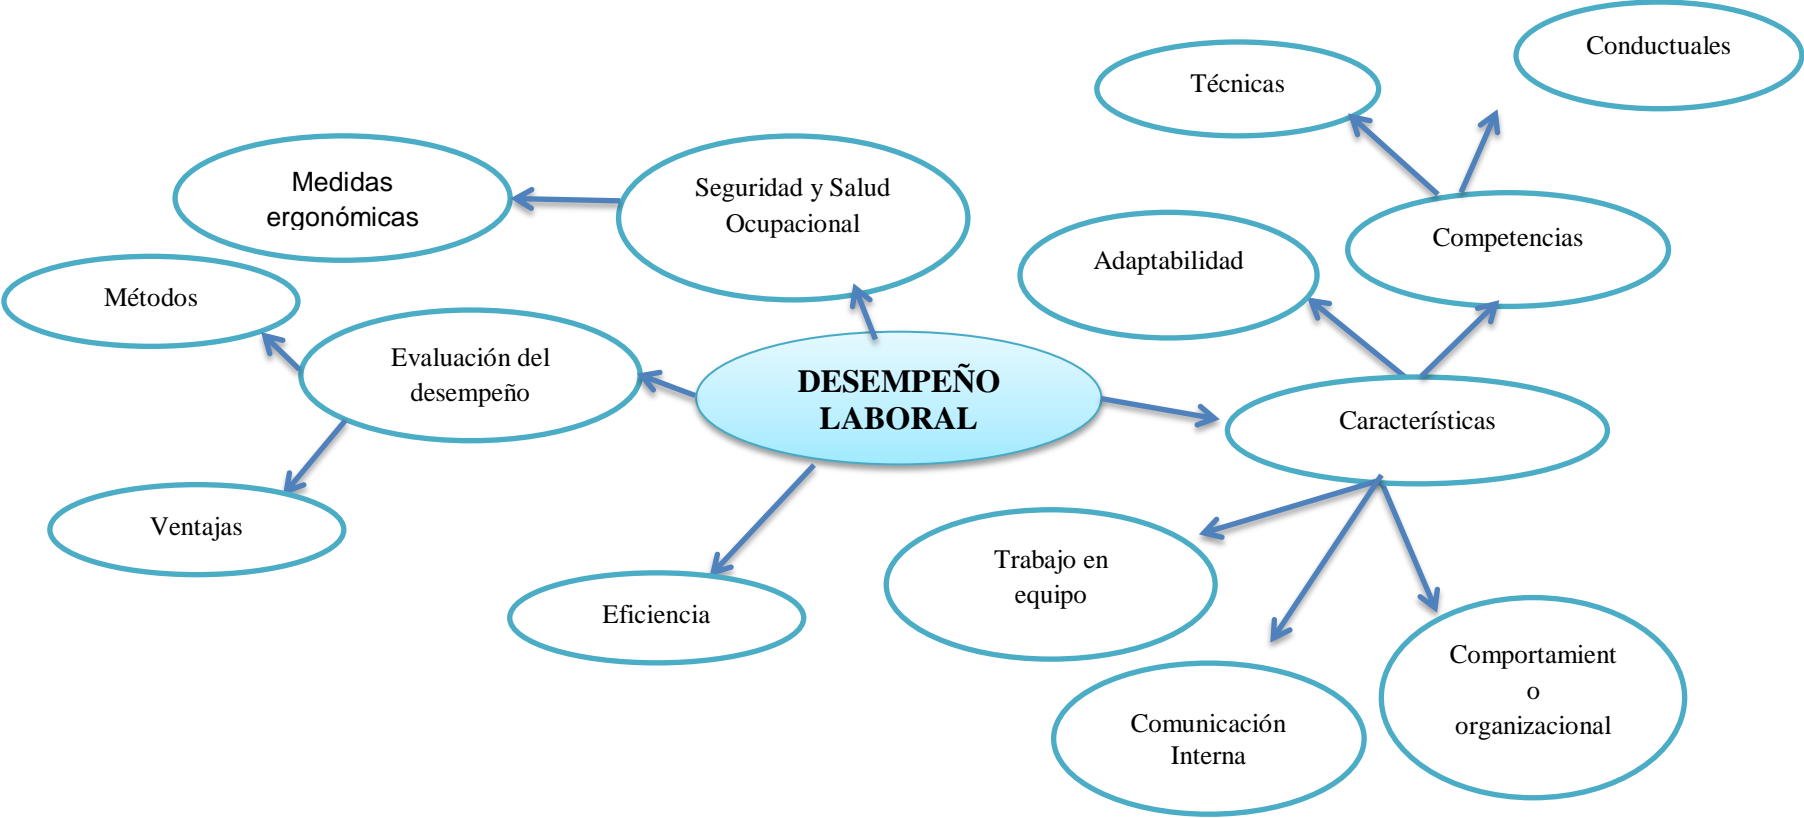 Conductuales
Técnicas
Medidas
ergonómicas
Seguridad y Salud
Ocupacional
Competencias
Adaptabilidad
Métodos
Evaluación del
desempeño
DESEMPEÑO
LABORAL
Característicias
Ventajas
Trabajo en
equipo
Eficiencia
Comportamient
o
organizacional
Comunicación
Interna